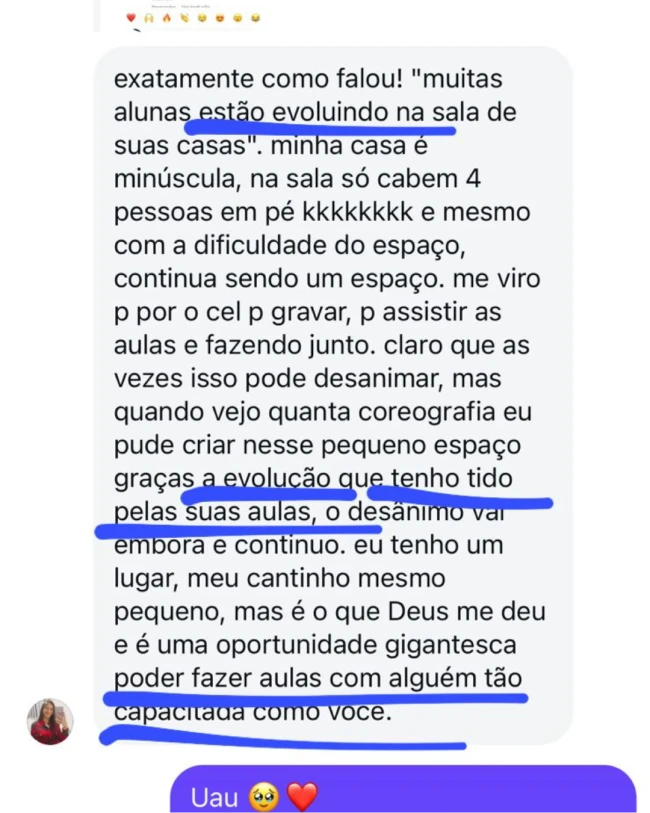 exatamente como falou! "muitas
alunas estão evoluindo na sala de
suas casas". minha casa é
minúscula, na sala só cabem 4
pessoas em pé kkkkkkkk e mesmo
com a dificuldade do espaço,
continua sendo um espaço. me viro
p por o cel p gravar, p assistir as
aulas e fazendo junto. claro que as
vezes isso pode desanimar, mas
quando vejo quanta coreografia eu
pude criar nesse pequeno espaço
graças a evolução que tenho tido
pelas suas aulas, o desânimo vai
embora e continuo. eu tenho um
lugar, meu cantinho mesmo
pequeno, mas é o que Deus me deu
e é uma oportunidade gigantesca
poder fazer aulas com alguém tão
capacitada como você.
Uau 🥹❤️